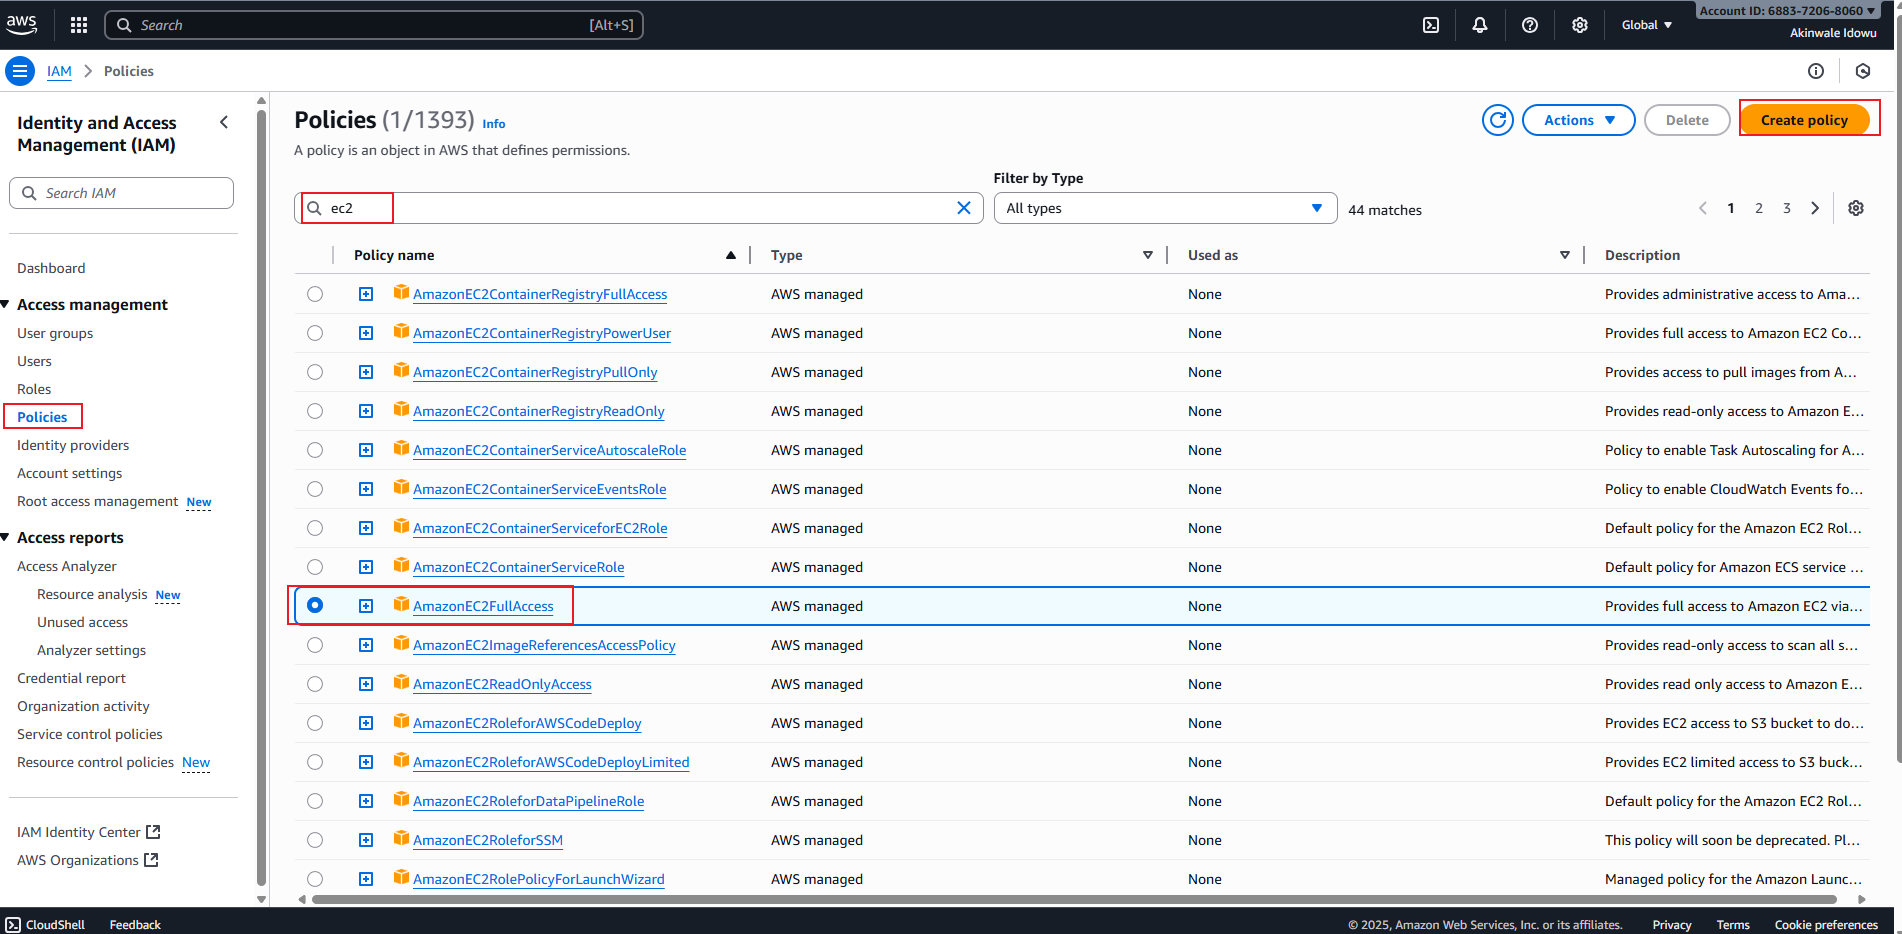 aws
Search
[Alt+S]
Global
Account ID: 6883-7206-8060
Akinwale Idowu
IAM
Policies
Identity and Access Management (IAM)
Search IAM
Dashboard
Access management
User groups
Users
Roles
Policies
Identity providers
Account settings
Root access management New
Access reports
Access Analyzer
Resource analysis New
Unused access
Analyzer settings
Credential report
Organization activity
Service control policies
Resource control policies New
IAM Identity Center
AWS Organizations
Policies (1/1393) Info
A policy is an object in AWS that defines permissions.
Actions
Delete
Create policy
Filter by Type
ec2
All types
44 matches
1 2 3
Policy name Type Used as Description
AmazonEC2ContainerRegistryFullAccess AWS managed None Provides administrative access to Ama...
AmazonEC2ContainerRegistryPowerUser AWS managed None Provides full access to Amazon EC2 Co...
AmazonEC2ContainerRegistryPullOnly AWS managed None Provides access to pull images from A...
AmazonEC2ContainerRegistryReadOnly AWS managed None Provides read-only access to Amazon E...
AmazonEC2ContainerServiceAutoscaleRole AWS managed None Policy to enable Task Autoscaling for A...
AmazonEC2ContainerServiceEventsRole AWS managed None Policy to enable CloudWatch Events fo...
AmazonEC2ContainerServiceforEC2Role AWS managed None Default policy for the Amazon EC2 Rol...
AmazonEC2ContainerServiceRole AWS managed None Default policy for Amazon ECS service ...
AmazonEC2FullAccess AWS managed None Provides full access to Amazon EC2 via...
AmazonEC2ImageReferencesAccessPolicy AWS managed None Provides read-only access to scan all s...
AmazonEC2ReadOnlyAccess AWS managed None Provides read only access to Amazon E...
AmazonEC2RoleforAWSCodeDeploy AWS managed None Provides EC2 access to S3 bucket to do...
AmazonEC2RoleforAWSCodeDeployLimited AWS managed None Provides EC2 limited access to S3 buck...
AmazonEC2RoleforDataPipelineRole AWS managed None Default policy for the Amazon EC2 Rol...
AmazonEC2RoleforSSM AWS managed None This policy will soon be deprecated. Pl...
AmazonEC2RolePolicyForLaunchWizard AWS managed None Managed policy for the Amazon Launc...
CloudShell Feedback © 2025, Amazon Web Services, Inc. or its affiliates. Privacy Terms Cookie preferences